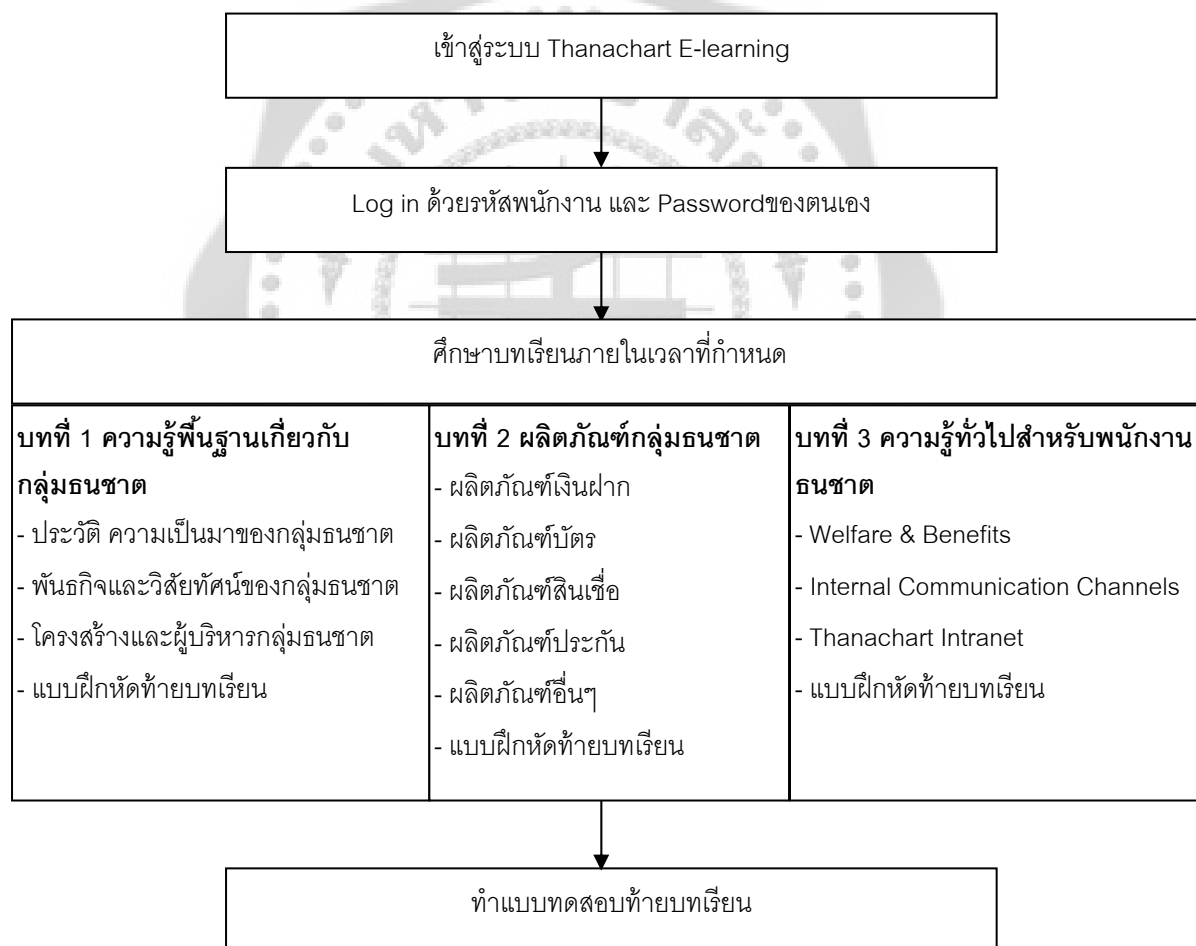 เข้าสู่ระบบ Thanachart E-learning
Log in ด้วยรหัสพนักงาน และ Passwordของตนเอง
ศึกษาบทเรียนภายในเวลาที่กำหนด
บทที่ 1 ความรู้พื้นฐานเกี่ยวกับ
กลุ่มธนชาต
- ประวัติ ความเป็นมาของกลุ่มธนชาต
- พันธกิจและวิสัยทัศน์ของกลุ่มธนชาต
- โครงสร้างและผู้บริหารกลุ่มธนชาต
- แบบฝึกหัดท้ายบทเรียน
บทที่ 2 ผลิตภัณฑ์กลุ่มธนชาต
- ผลิตภัณฑ์เงินฝาก
- ผลิตภัณฑ์บัตร
- ผลิตภัณฑ์สินเชื่อ
- ผลิตภัณฑ์ประกัน
- ผลิตภัณฑ์อื่นๆ
- แบบฝึกหัดท้ายบทเรียน
บทที่ 3 ความรู้ทั่วไปสำหรับพนักงาน
ธนชาต
- Welfare & Benefits
- Internal Communication Channels
- Thanachart Intranet
- แบบฝึกหัดท้ายบทเรียน
ทำแบบทดสอบท้ายบทเรียน